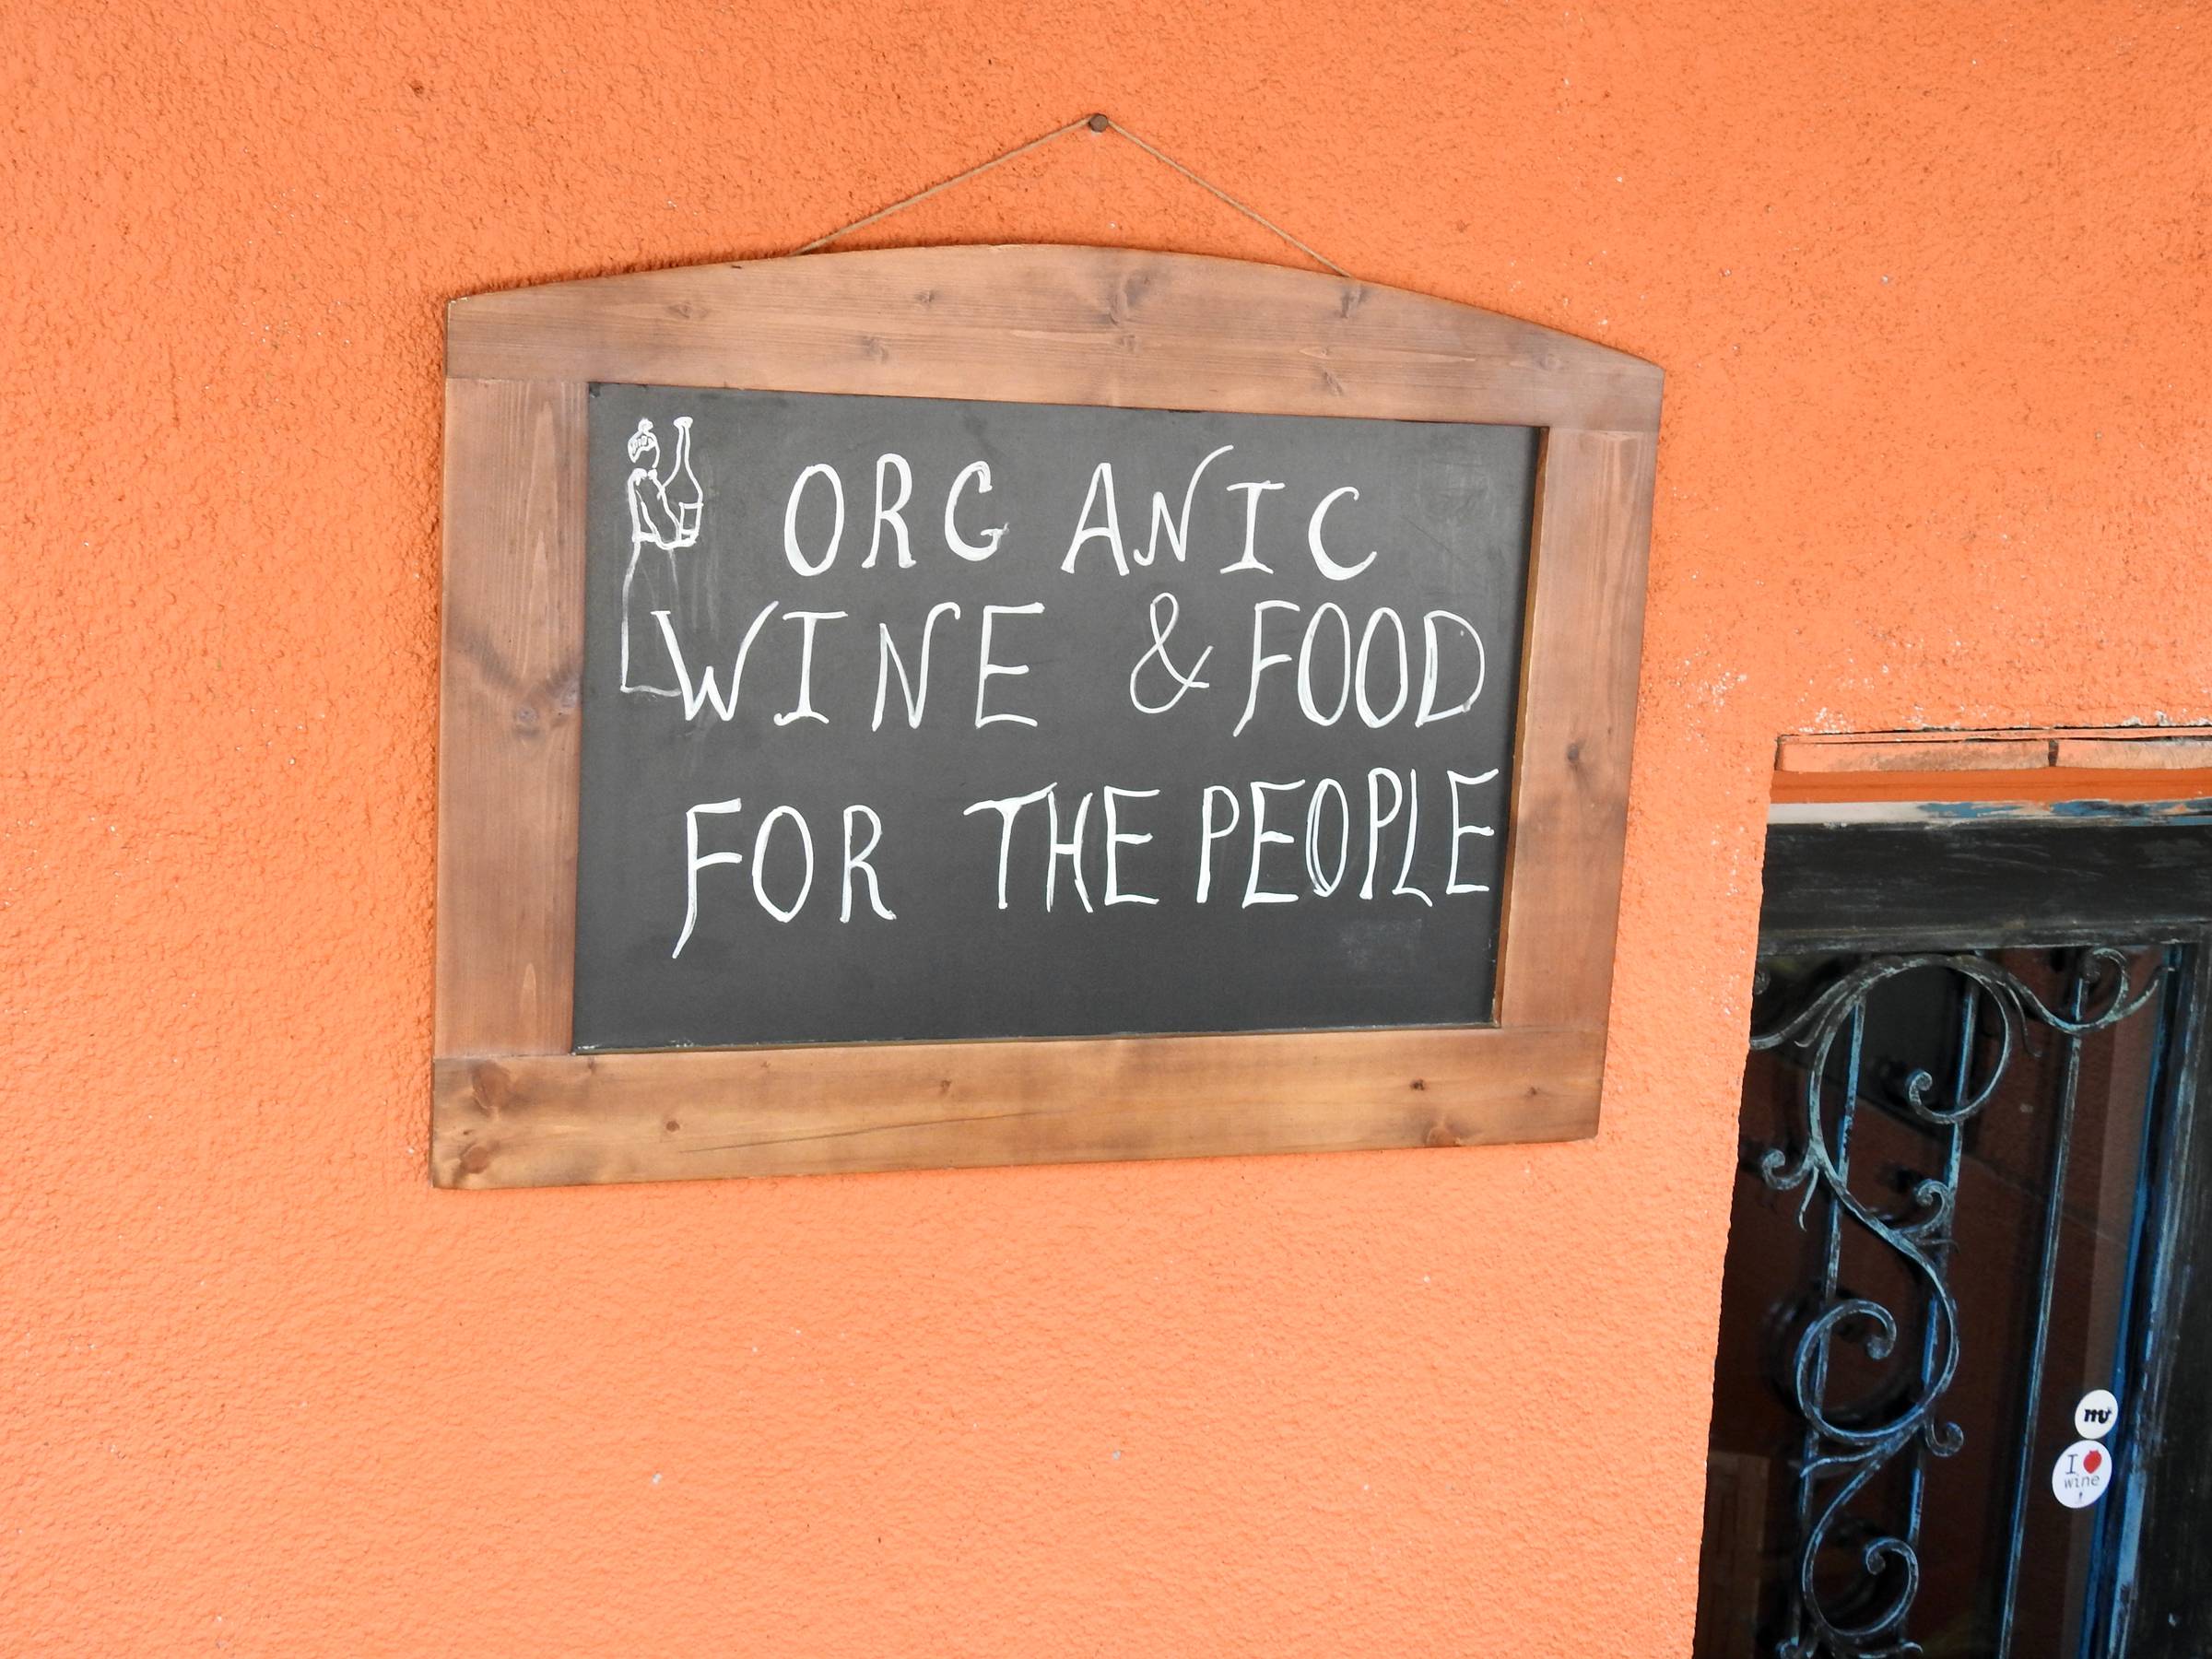 ORGANIC
WINE & FOOD
FOR THE PEOPLE
I
wine